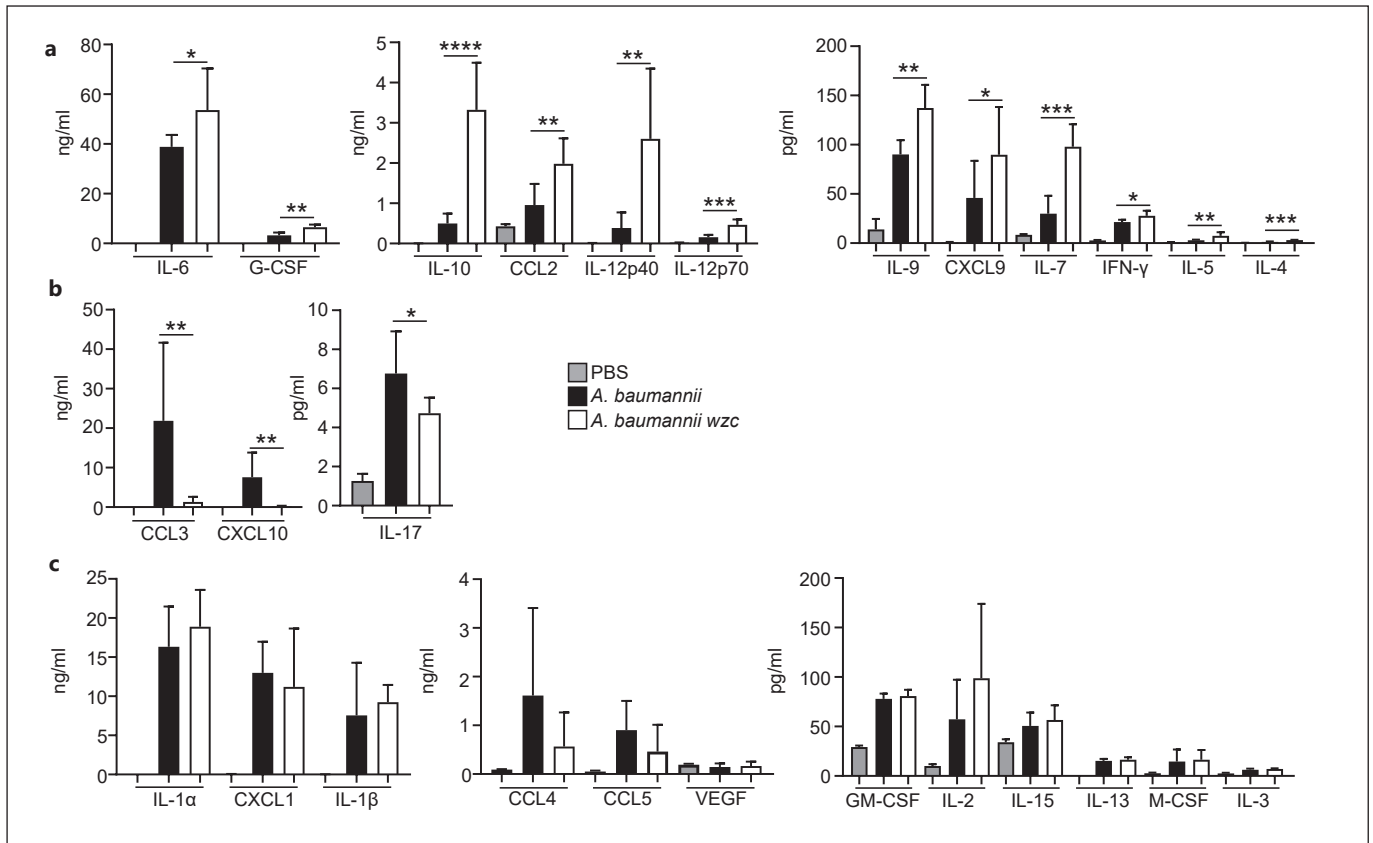 a
80
60
40
20
0
ng/ml
*
**
IL-6 G-CSF
5
4
3
2
1
0
ng/ml
****
**
**
***
IL-10 CCL2 IL-12p40 IL-12p70
200
150
100
50
0
pg/ml
**
*
***
*
**
***
IL-9 CXCL9 IL-7 IFN-γ IL-5 IL-4
b
50
40
30
20
10
0
ng/ml
**
**
CCL3 CXCL10
10
8
6
4
2
0
pg/ml
*
IL-17
PBS
A. baumannii
A. baumannii wzc
c
25
20
15
10
5
0
ng/ml
IL-1α CXCL1 IL-1β
4
3
2
1
0
ng/ml
CCL4 CCL5 VEGF
200
150
100
50
0
pg/ml
GM-CSF IL-2 IL-15 IL-13 M-CSF IL-3